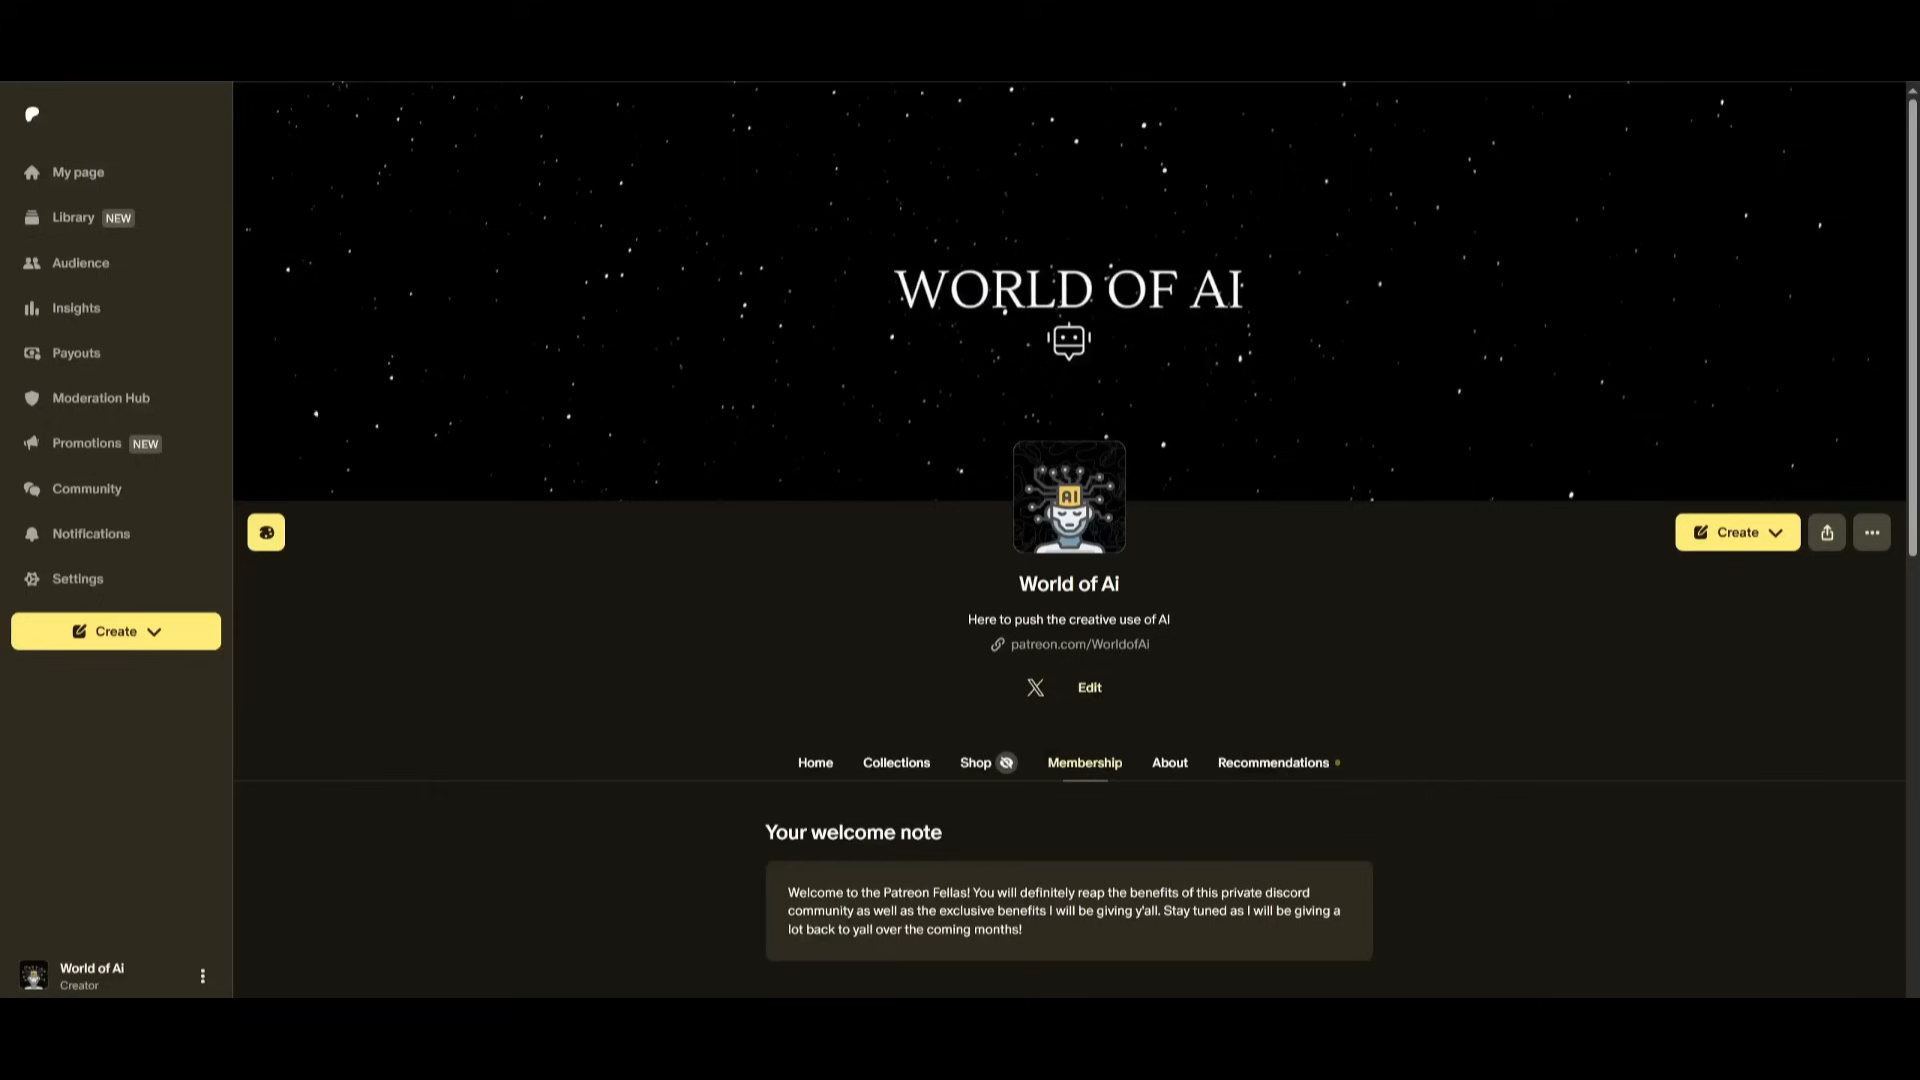 My page
Library NEW
Audience
Insights
Payouts
Moderation Hub
Promotions NEW
Community
Notifications
Settings
Create
World of Ai
Creator
WORLD OF AI
AI
Create
World of Ai
Here to push the creative use of AI
patreon.com/WorldofAi
Edit
Home Collections Shop Membership About Recommendations
Your welcome note
Welcome to the Patreon Fellas! You will definitely reap the benefits of this private discord
community as well as the exclusive benefits I will be giving y'all. Stay tuned as I will be giving a
lot back to yall over the coming months!